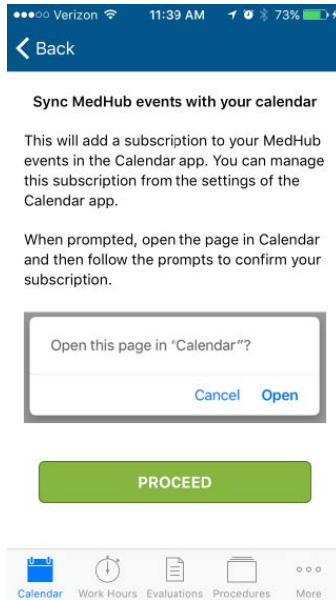 Verizon 11:39 AM 73%
Back
Sync MedHub events with your calendar
This will add a subscription to your MedHub
events in the Calendar app. You can manage
this subscription from the settings of the
Calendar app.
When prompted, open the page in Calendar
and then follow the prompts to confirm your
subscription.
Open this page in “Calendar”?
Cancel Open
PROCEED
Calendar Work Hours Evaluations Procedures More